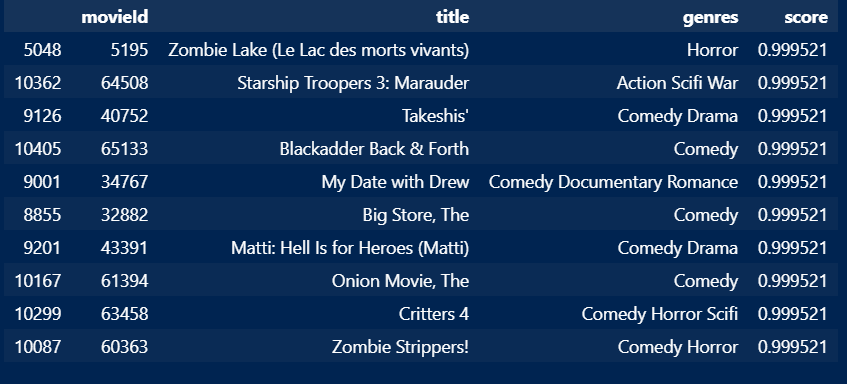 movieId title genres score
5048 5195 Zombie Lake (Le Lac des morts vivants) Horror 0.999521
10362 64508 Starship Troopers 3: Marauder Action Scifi War 0.999521
9126 40752 Takeshis' Comedy Drama 0.999521
10405 65133 Blackadder Back & Forth Comedy 0.999521
9001 34767 My Date with Drew Comedy Documentary Romance 0.999521
8855 32882 Big Store, The Comedy 0.999521
9201 43391 Matti: Hell Is for Heroes (Matti) Comedy Drama 0.999521
10167 61394 Onion Movie, The Comedy 0.999521
10299 63458 Critters 4 Comedy Horror Scifi 0.999521
10087 60363 Zombie Strippers! Comedy Horror 0.999521